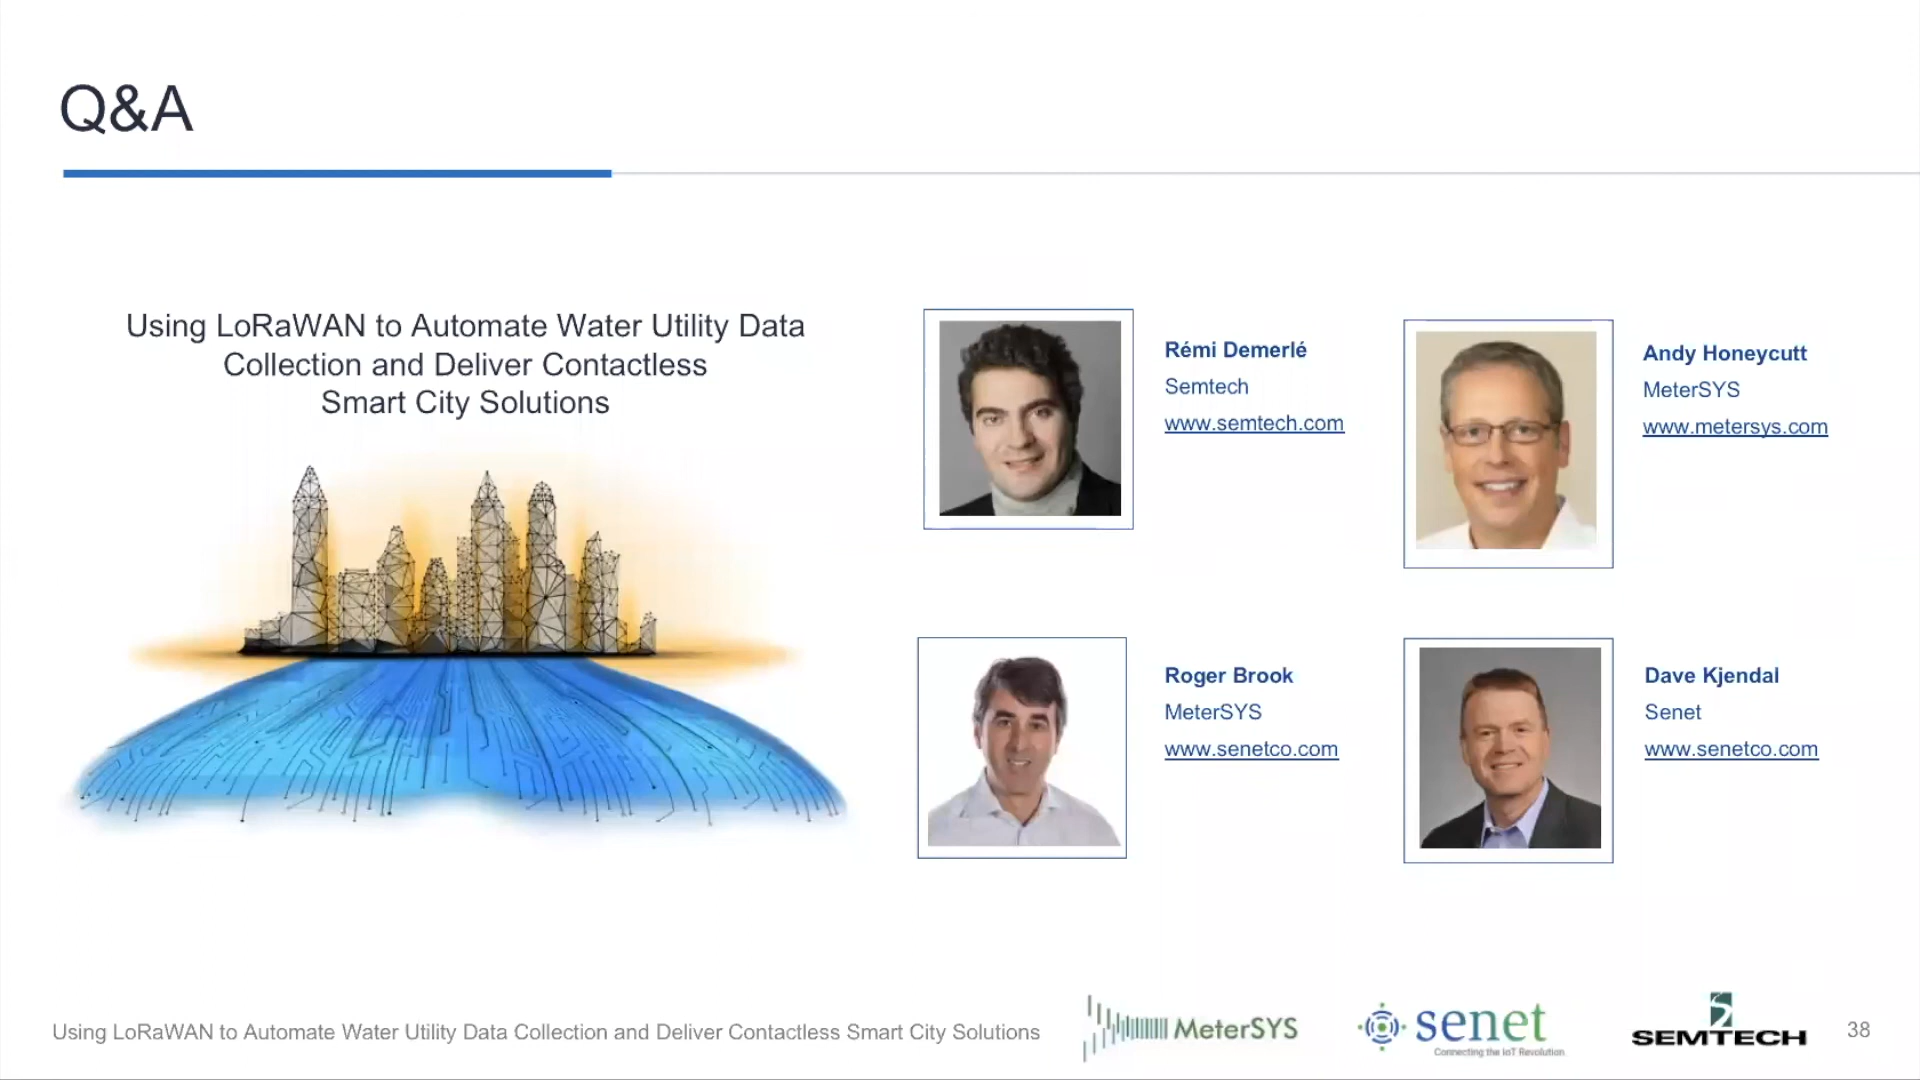 Q&A
Using LoRaWAN to Automate Water Utility Data
Collection and Deliver Contactless
Smart City Solutions
Rémi Demerlé
Semtech
www.semtech.com
Andy Honeycutt
MeterSYS
www.metersys.com
Roger Brook
MeterSYS
www.senetco.com
Dave Kjendal
Senet
www.senetco.com
Using LoRaWAN to Automate Water Utility Data Collection and Deliver Contactless Smart City Solutions
MeterSYS
senet
Connecting the IoT Revolution
SEMTECH
38